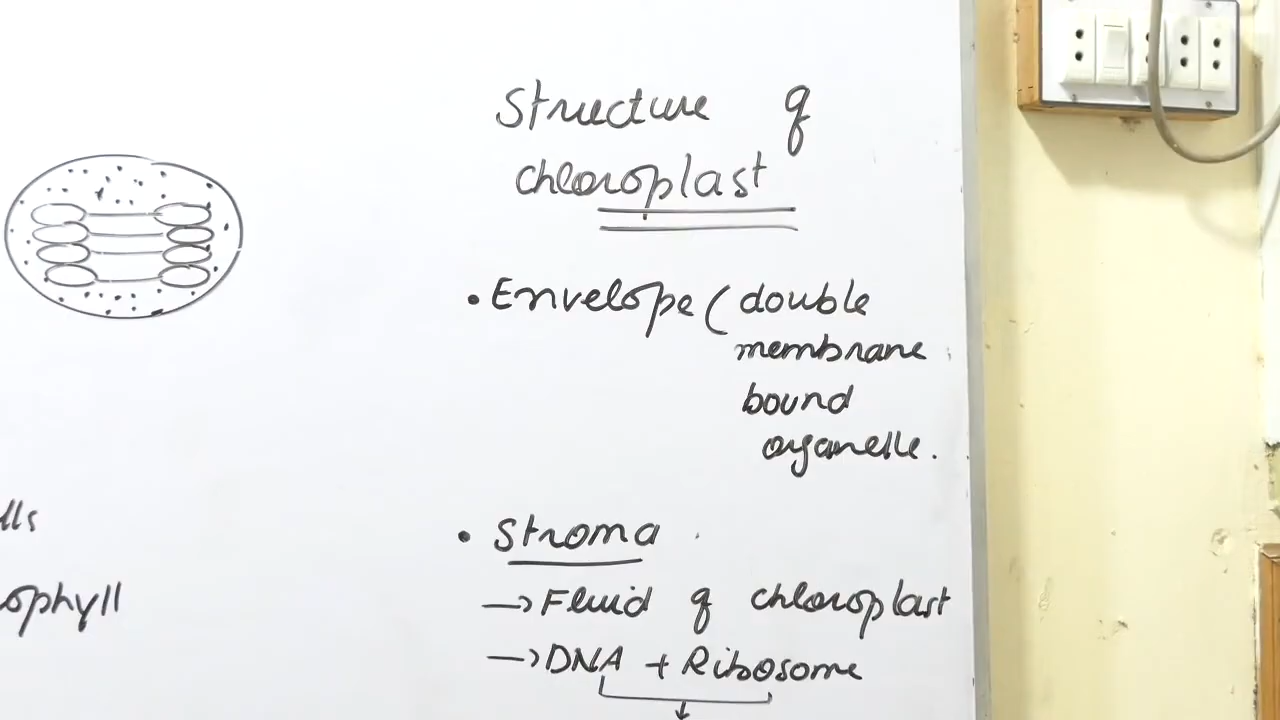 Structure of
chloroplast
• Envelope ( double
membrane
bound
organelle.
• Stroma
→ Fluid of chloroplast
→ DNA + Ribosome
lls
ophyll